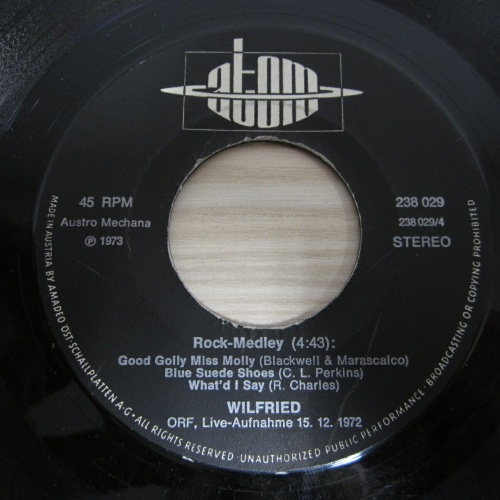 atom
45 RPM
Austro Mechana
℗ 1973
238 029
238 029/4
STEREO
Rock-Medley (4:43):
Good Golly Miss Molly (Blackwell & Marascalco)
Blue Suede Shoes (C. L. Perkins)
What'd I Say (R. Charles)
WILFRIED
ORF, Live-Aufnahme 15. 12. 1972
MADE IN AUSTRIA BY AMADEO OST SCHALLPLATTEN A·G· ALL RIGHTS RESERVED · UNAUTHORIZED PUBLIC PERFORMANCE · BROADCASTING OR COPYING PROHIBITED